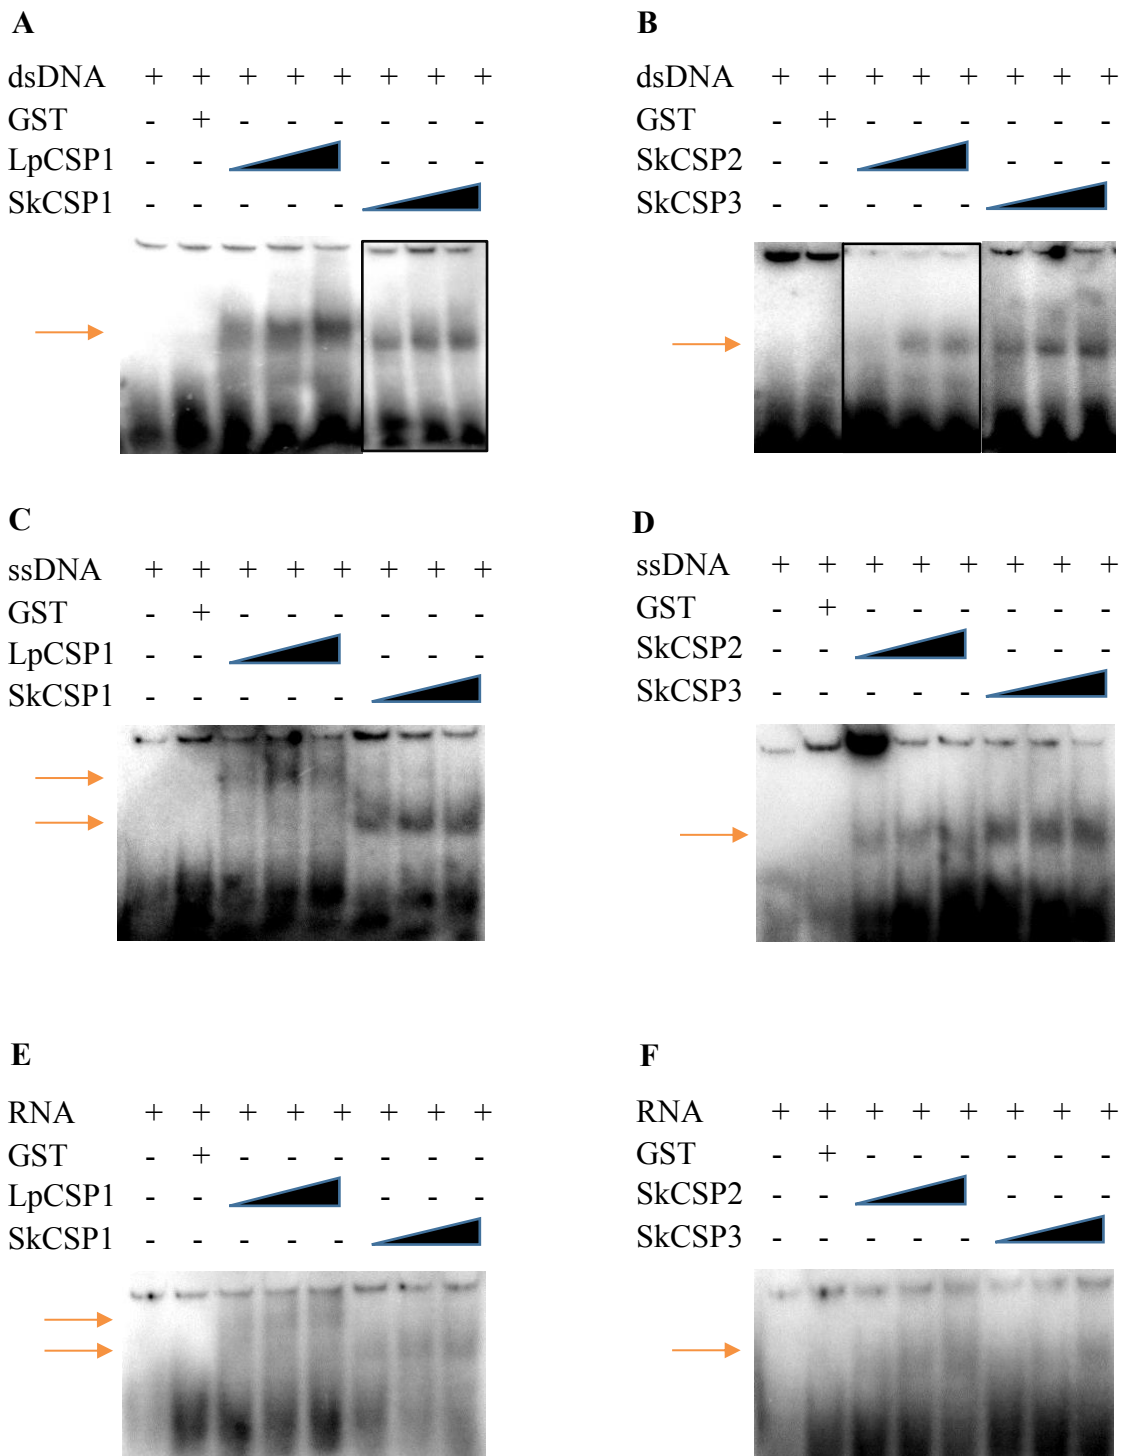 A
dsDNA + + + + + + + +
GST - + - - - - - -
LpCSP1 - - - - -
SkCSP1 - - - - -
B
dsDNA + + + + + + + +
GST - + - - - - - -
SkCSP2 - - - - -
SkCSP3 - - - - -
C
ssDNA + + + + + + + +
GST - + - - - - - -
LpCSP1 - - - - -
SkCSP1 - - - - -
D
ssDNA + + + + + + + +
GST - + - - - - - -
SkCSP2 - - - - -
SkCSP3 - - - - -
E
RNA + + + + + + + +
GST - + - - - - - -
LpCSP1 - - - - -
SkCSP1 - - - - -
F
RNA + + + + + + + +
GST - + - - - - - -
SkCSP2 - - - - -
SkCSP3 - - - - -